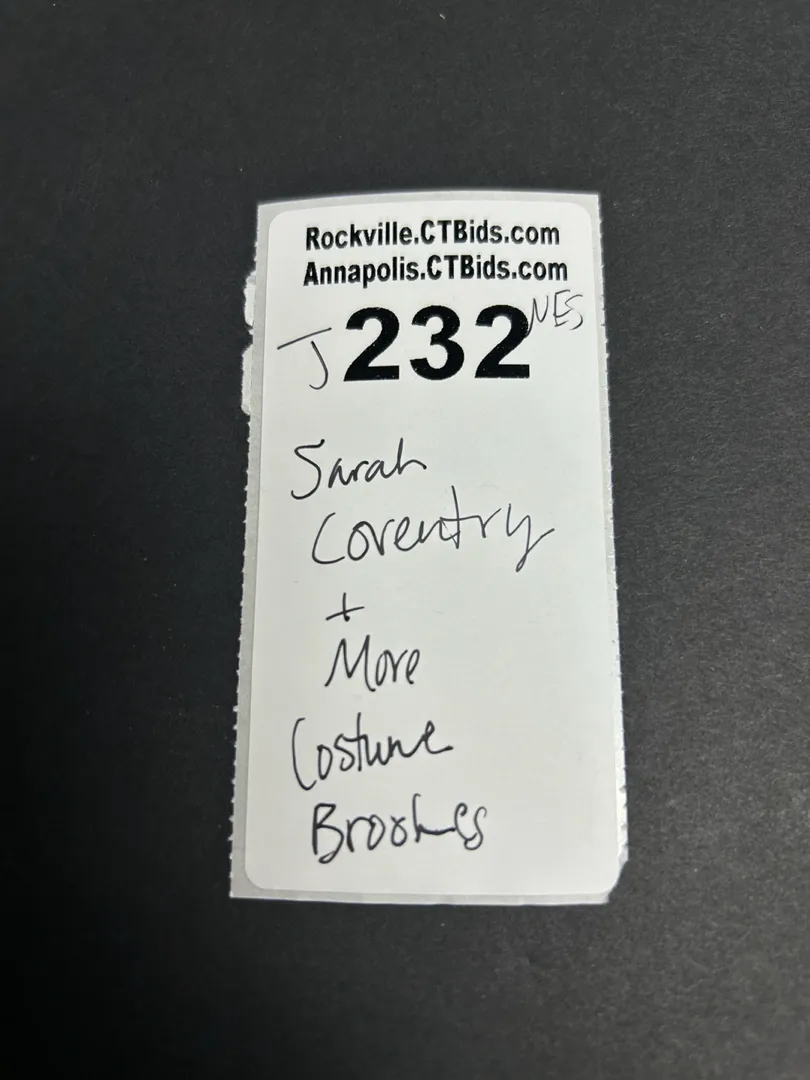 Rockville.CTBids.com
Annapolis.CTBids.com
J 232 NES
Sarah
Coventry
+
More
Costume
Brooches